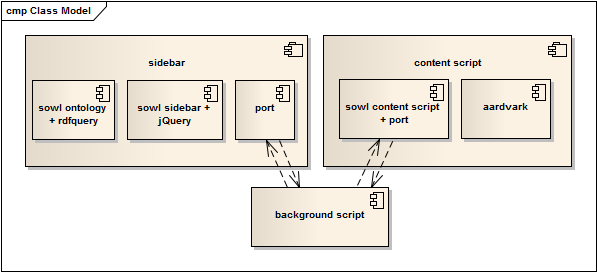 cmp Class Model
sidebar
sowl ontology
+ rdfquery
sowl sidebar +
jQuery
port
content script
sowl content script
+ port
aardvark
background script